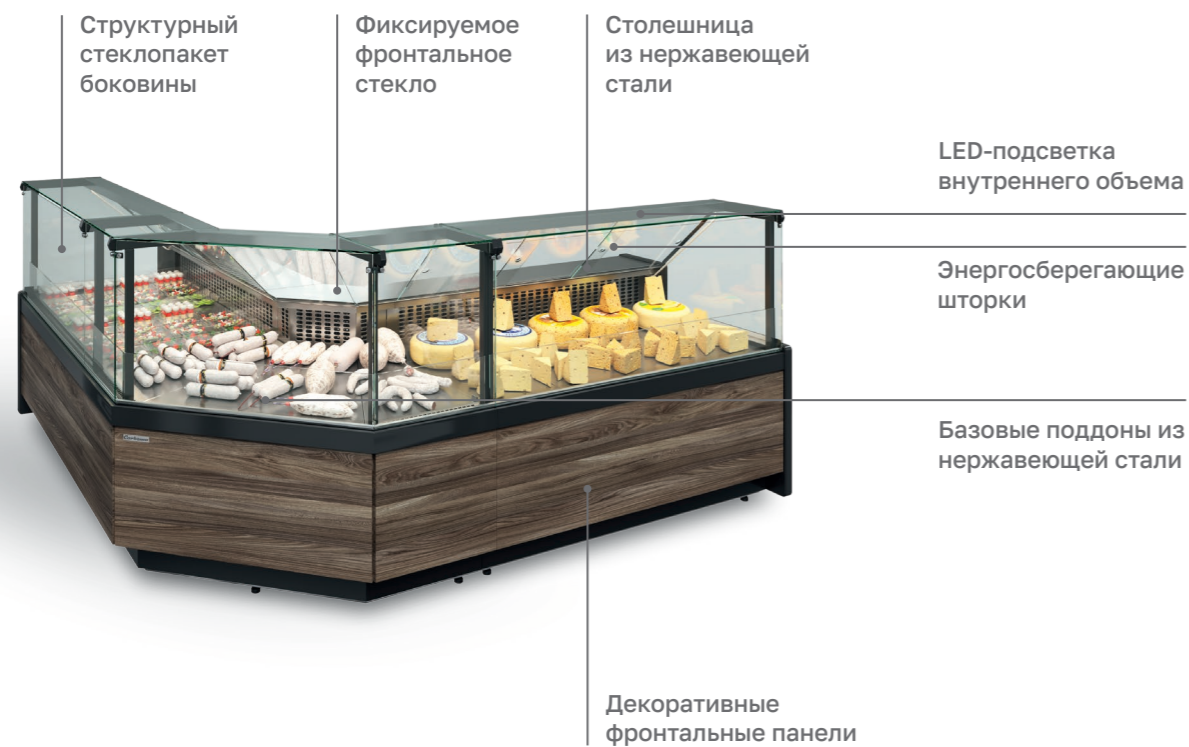 Структурный
стеклопакет
боковины
Фиксируемое
фронтальное
стекло
Столешница
из нержавеющей
стали
LED-подсветка
внутреннего объема
Энергосберегающие
шторки
Базовые поддоны из
нержавеющей стали
Декоративные
фронтальные панели